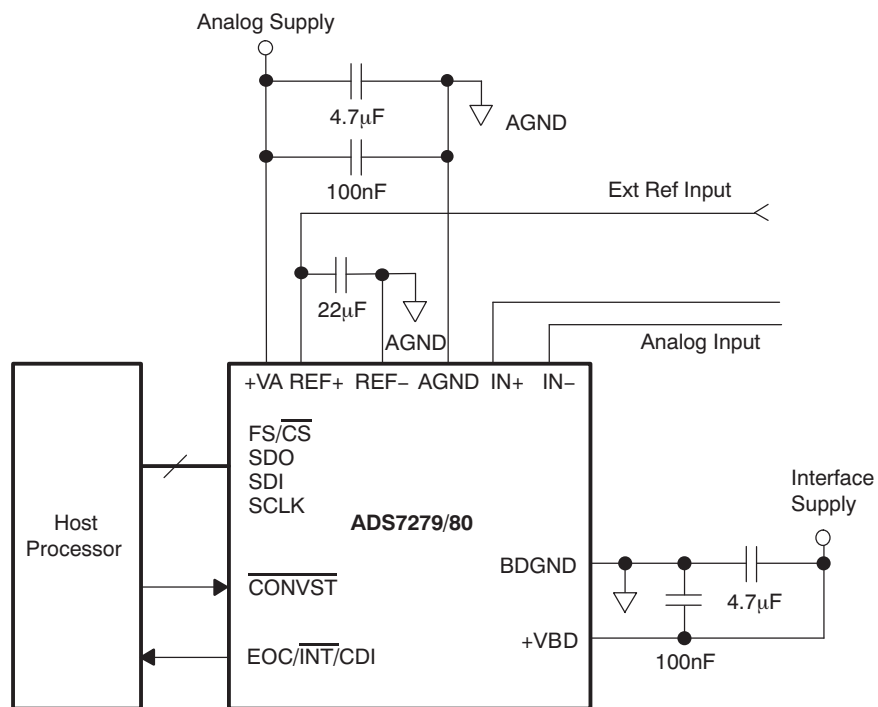 Analog Supply
4.7μF
AGND
100nF
Ext Ref Input
22μF
AGND
Analog Input
+VA REF+ REF− AGND IN+ IN−
FS/CS
SDO
SDI
SCLK
ADS7279/80
Host
Processor
Interface
Supply
BDGND
4.7μF
CONVST
+VBD
100nF
EOC/INT/CDI